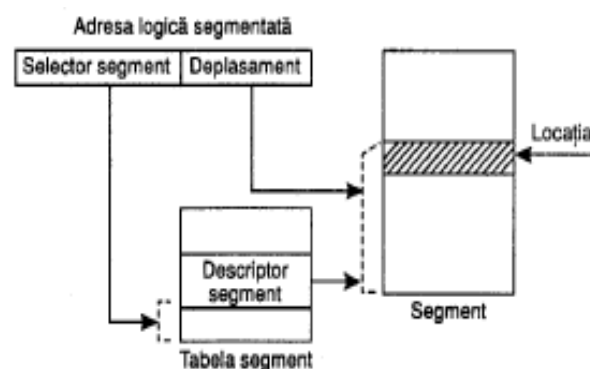 Adresa logică segmentată
Selector segment
Deplasament
Locația
Descriptor
segment
Segment
Tabela segment